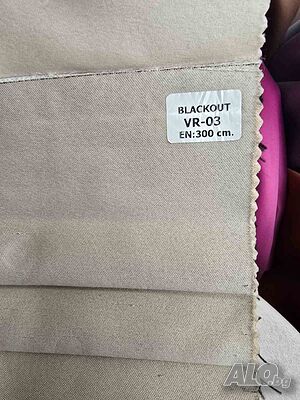 BLACKOUT
VR-03
EN:300 cm.
ALO.bg